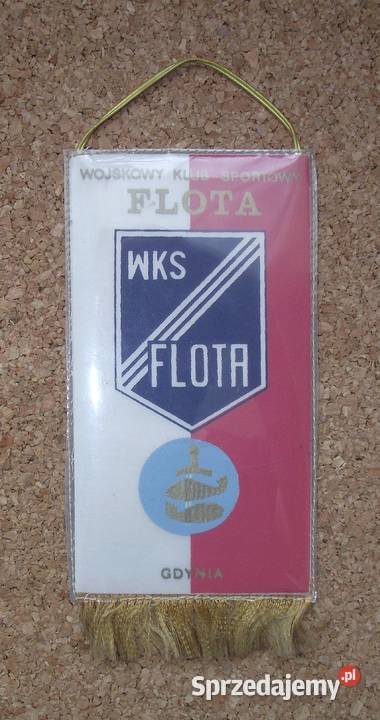 WOJSKOWY KLUB SPORTOWY
FLOTA
WKS
FLOTA
GDYNIA
Sprzedajemy.pl